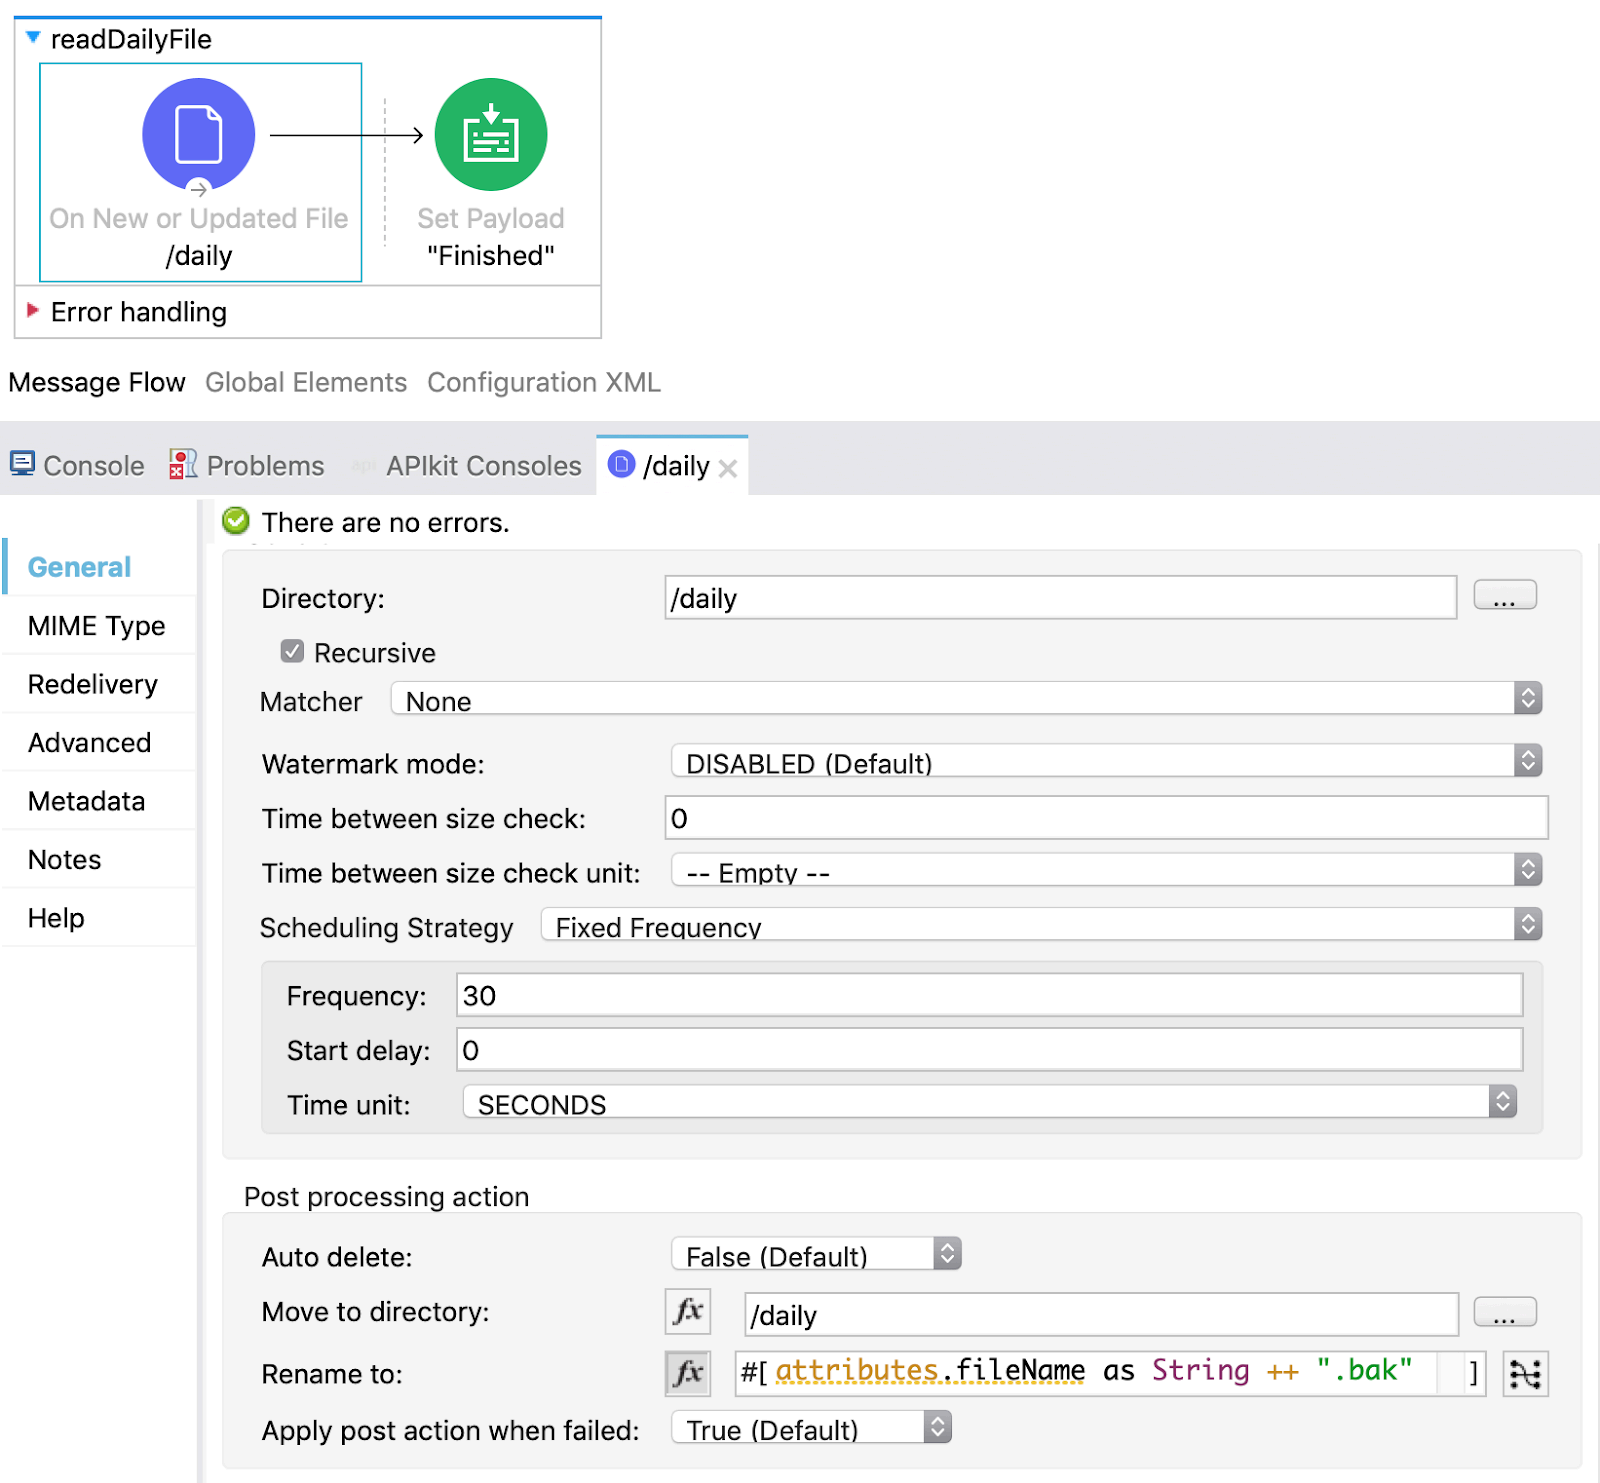 readDailyFile
On New or Updated File
/daily
Set Payload
"Finished"
Error handling
Message Flow Global Elements Configuration XML
Console Problems api APIkit Consoles /daily
There are no errors.
General
MIME Type
Redelivery
Advanced
Metadata
Notes
Help
Directory: /daily ...
Recursive
Matcher None
Watermark mode: DISABLED (Default)
Time between size check: 0
Time between size check unit: -- Empty --
Scheduling Strategy Fixed Frequency
Frequency: 30
Start delay: 0
Time unit: SECONDS
Post processing action
Auto delete: False (Default)
Move to directory: fx /daily ...
Rename to: fx #[ attributes.fileName as String ++ ".bak" ]
Apply post action when failed: True (Default)